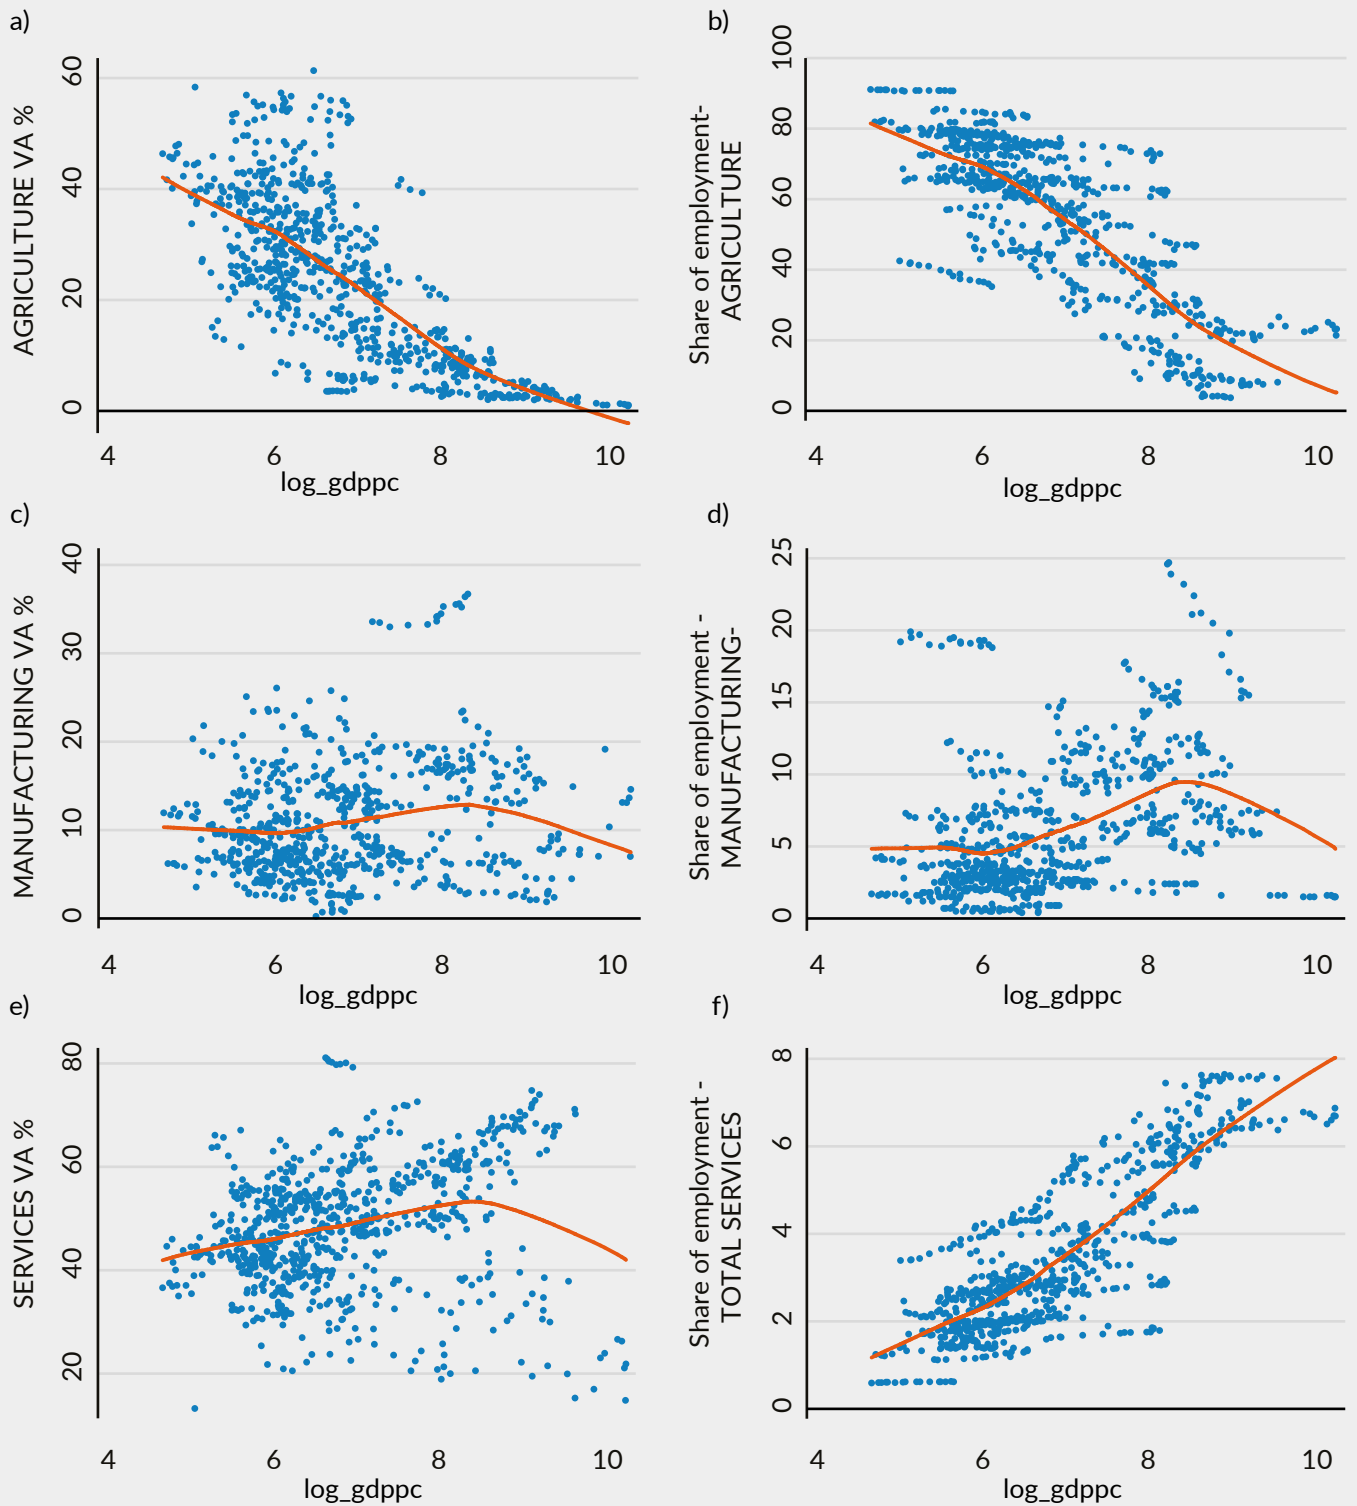 a)
AGRICULTURE VA %
60
40
20
0
4 6 8 10
log_gdppc
b)
Share of employment-
AGRICULTURE
100
80
60
40
20
0
4 6 8 10
log_gdppc
c)
MANUFACTURING VA %
40
30
20
10
0
4 6 8 10
log_gdppc
d)
Share of employment -
MANUFACTURING-
25
20
15
10
5
0
4 6 8 10
log_gdppc
e)
SERVICES VA %
80
60
40
20
4 6 8 10
log_gdppc
f)
Share of employment -
TOTAL SERVICES
8
6
4
2
0
4 6 8 10
log_gdppc